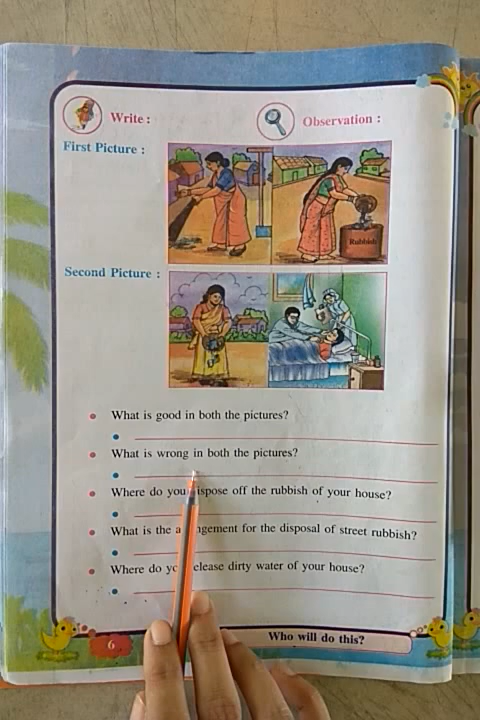 Write :
Observation :
First Picture :
Rubbish
Second Picture :
What is good in both the pictures?
What is wrong in both the pictures?
Where do you ispose off the rubbish of your house?
What is the a ngement for the disposal of street rubbish?
Where do yo elease dirty water of your house?
6
Who will do this?